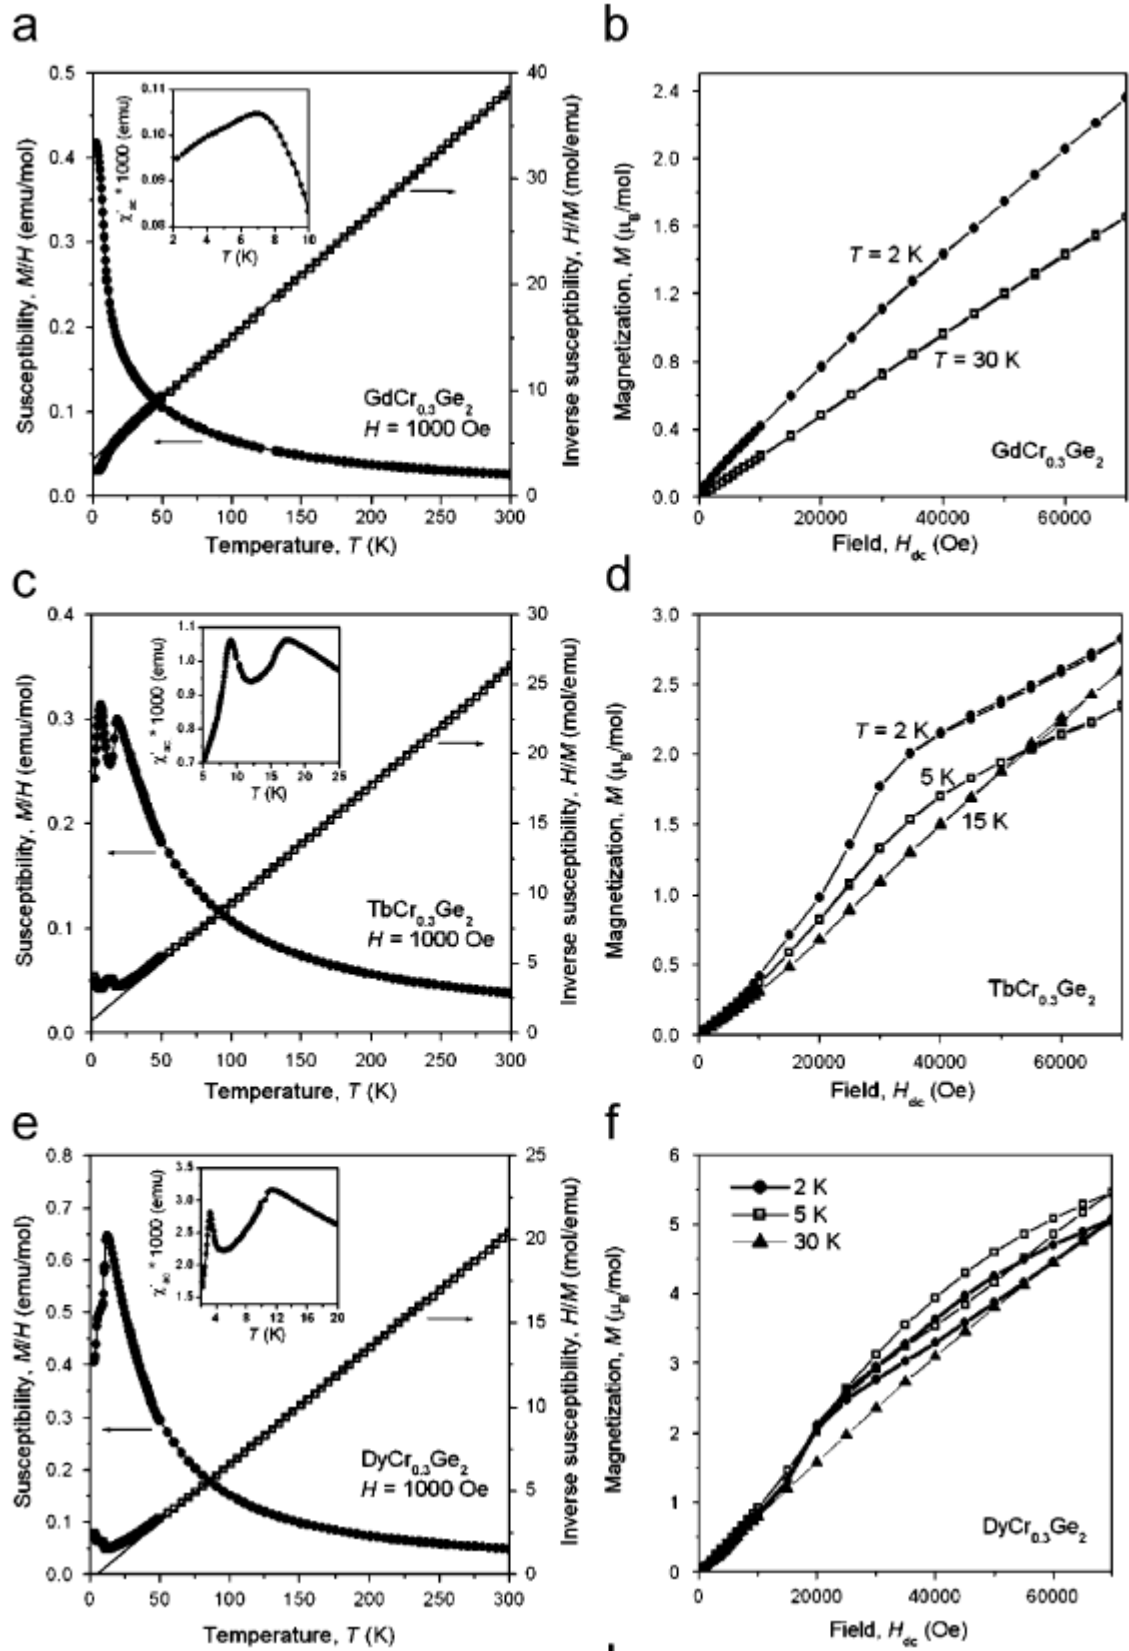 a
0.5
0.4
0.3
0.2
0.1
0.0
Susceptibility, M/H (emu/mol)
40
30
20
10
0
Inverse susceptibility, H/M (mol/emu)
0 50 100 150 200 250 300
Temperature, T (K)
0.11
0.10
0.09
0.08
χ'ac * 1000 (emu)
2 4 6 8 10
T (K)
GdCr0.3Ge2
H = 1000 Oe
b
2.4
2.0
1.6
1.2
0.8
0.4
0.0
Magnetization, M (μB/mol)
T = 2 K
T = 30 K
GdCr0.3Ge2
0 20000 40000 60000
Field, Hdc (Oe)
c
0.4
0.3
0.2
0.1
0.0
Susceptibility, M/H (emu/mol)
30
25
20
15
10
5
0
Inverse susceptibility, H/M (mol/emu)
0 50 100 150 200 250 300
Temperature, T (K)
1.1
1.0
0.9
0.8
0.7
χ'ac * 1000 (emu)
5 10 15 20 25
T (K)
TbCr0.3Ge2
H = 1000 Oe
d
3.0
2.5
2.0
1.5
1.0
0.5
0.0
Magnetization, M (μB/mol)
T = 2 K
5 K
15 K
TbCr0.3Ge2
0 20000 40000 60000
Field, Hdc (Oe)
e
0.8
0.7
0.6
0.5
0.4
0.3
0.2
0.1
0.0
Susceptibility, M/H (emu/mol)
25
20
15
10
5
0
Inverse susceptibility, H/M (mol/emu)
0 50 100 150 200 250 300
Temperature, T (K)
3.5
3.0
2.5
2.0
1.5
χ'ac * 1000 (emu)
4 8 12 16 20
T (K)
DyCr0.3Ge2
H = 1000 Oe
f
6
5
4
3
2
1
0
Magnetization, M (μB/mol)
2 K
5 K
30 K
DyCr0.3Ge2
0 20000 40000 60000
Field, Hdc (Oe)